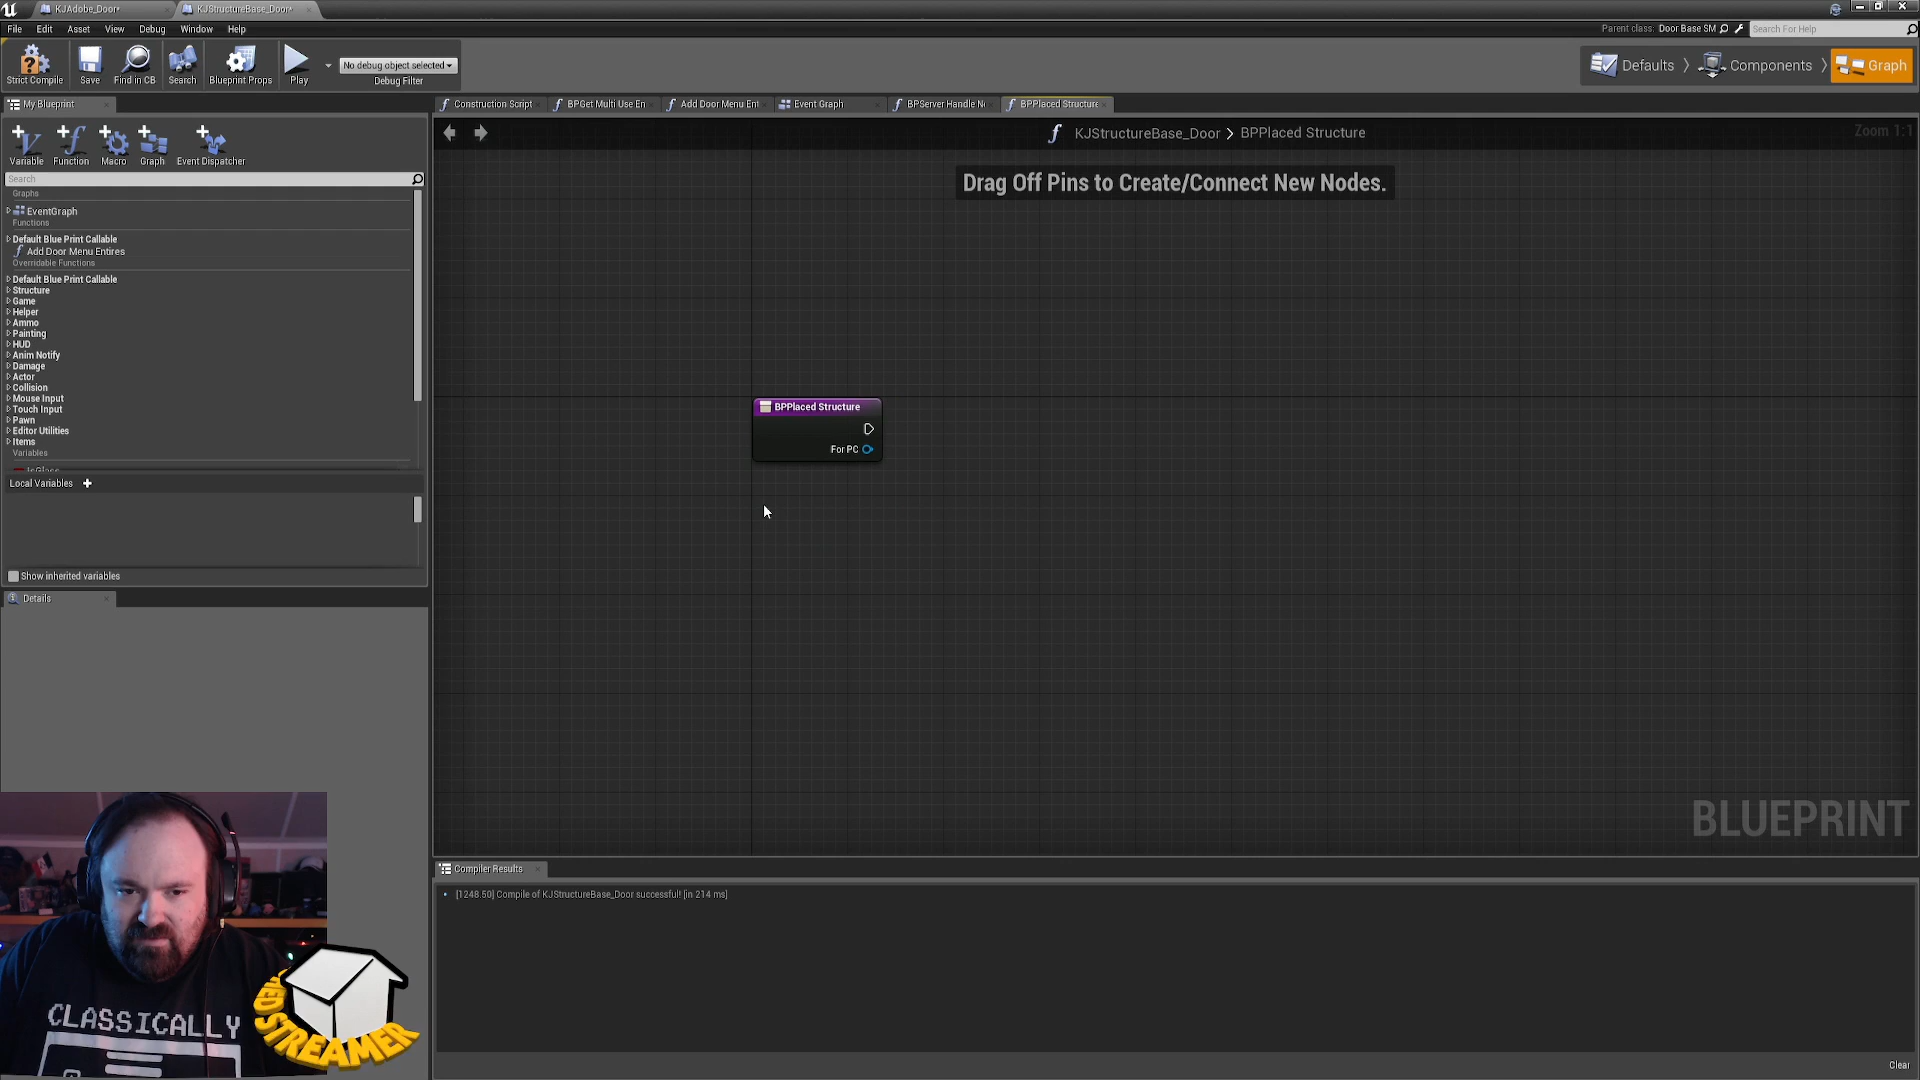 KJAdobe_Door*
KJStructureBase_Door*
File Edit Asset View Debug Window Help
Parent class: Door Base SM
Search For Help
Strict Compile
Save
Find in CB
Search
Blueprint Props
Play
No debug object selected
Debug Filter
Defaults
Components
Graph
My Blueprint
Variable
Function
Macro
Graph
Event Dispatcher
Search
Graphs
EventGraph
Functions
Default Blue Print Callable
Add Door Menu Entires
Overridable Functions
Default Blue Print Callable
Structure
Game
Helper
Ammo
Painting
HUD
Anim Notify
Damage
Actor
Collision
Mouse Input
Touch Input
Pawn
Editor Utilities
Items
Variables
IsGlass
Local Variables
Show inherited variables
Details
Construction Script
BPGet Multi Use En
Add Door Menu Ent
Event Graph
BPServer Handle Ne
BPPlaced Structure
KJStructureBase_Door > BPPlaced Structure
Zoom 1:1
Drag Off Pins to Create/Connect New Nodes.
BPPlaced Structure
For PC
BLUEPRINT
Compiler Results
[1248.50] Compile of KJStructureBase_Door successful! [in 214 ms]
Clear
CLASSICALLY
STREAMER